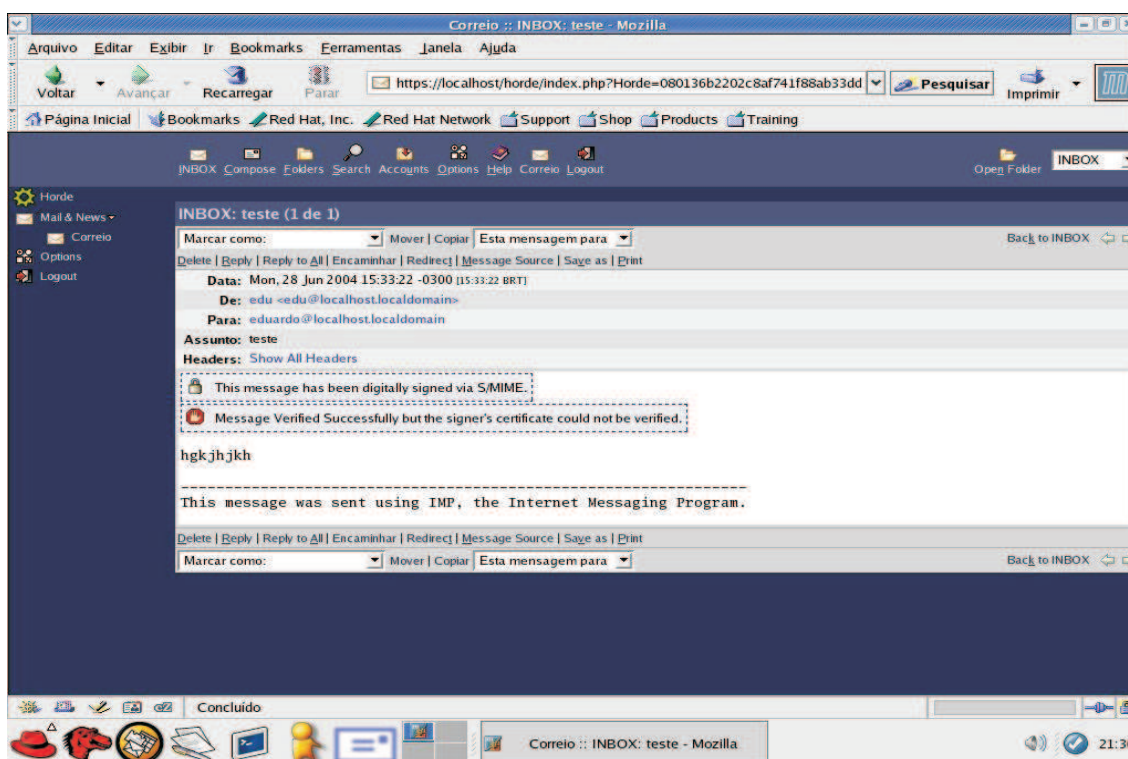 Correio :: INBOX: teste - Mozilla
Arquivo Editar Exibir Ir Bookmarks Ferramentas Janela Ajuda
Voltar Avançar Recarregar Parar https://localhost/horde/index.php?Horde=080136b2202c8af741f88ab33dd Pesquisar Imprimir
Página Inicial Bookmarks Red Hat, Inc. Red Hat Network Support Shop Products Training
INBOX Compose Folders Search Accounts Options Help Correio Logout Open Folder INBOX
Horde
Mail & News
Correio
Options
Logout
INBOX: teste (1 de 1)
Marcar como: Mover | Copiar Esta mensagem para Back to INBOX
Delete | Reply | Reply to All | Encaminhar | Redirect | Message Source | Save as | Print
Data: Mon, 28 Jun 2004 15:33:22 -0300 [15:33:22 BRT]
De: edu <edu@localhost.localdomain>
Para: eduardo@localhost.localdomain
Assunto: teste
Headers: Show All Headers
This message has been digitally signed via S/MIME.
Message Verified Successfully but the signer's certificate could not be verified.
hgkjhjkh
----------------------------------------------------------------
This message was sent using IMP, the Internet Messaging Program.
Delete | Reply | Reply to All | Encaminhar | Redirect | Message Source | Save as | Print
Marcar como: Mover | Copiar Esta mensagem para Back to INBOX
Concluído
Correio :: INBOX: teste - Mozilla